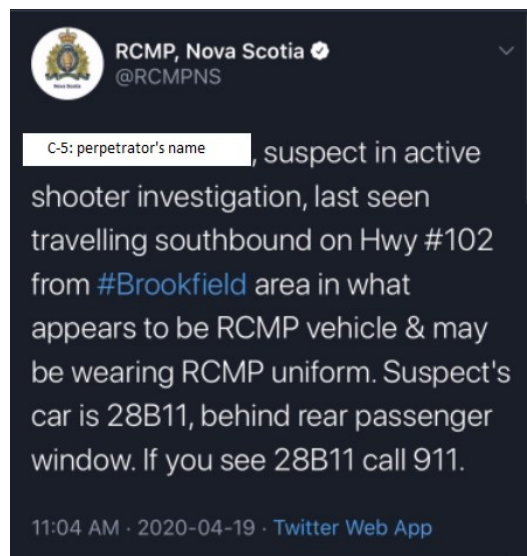 RCMP, Nova Scotia
@RCMPNS
C-5: perpetrator's name , suspect in active
shooter investigation, last seen
travelling southbound on Hwy #102
from #Brookfield area in what
appears to be RCMP vehicle & may
be wearing RCMP uniform. Suspect's
car is 28B11, behind rear passenger
window. If you see 28B11 call 911.
11:04 AM · 2020-04-19 · Twitter Web App